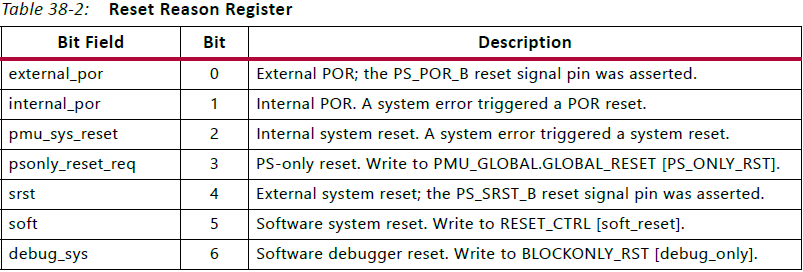 Table 38-2: Reset Reason Register
Bit Field Bit Description
external_por 0 External POR; the PS_POR_B reset signal pin was asserted.
internal_por 1 Internal POR. A system error triggered a POR reset.
pmu_sys_reset 2 Internal system reset. A system error triggered a system reset.
psonly_reset_req 3 PS-only reset. Write to PMU_GLOBAL.GLOBAL_RESET [PS_ONLY_RST].
srst 4 External system reset; the PS_SRST_B reset signal pin was asserted.
soft 5 Software system reset. Write to RESET_CTRL [soft_reset].
debug_sys 6 Software debugger reset. Write to BLOCKONLY_RST [debug_only].